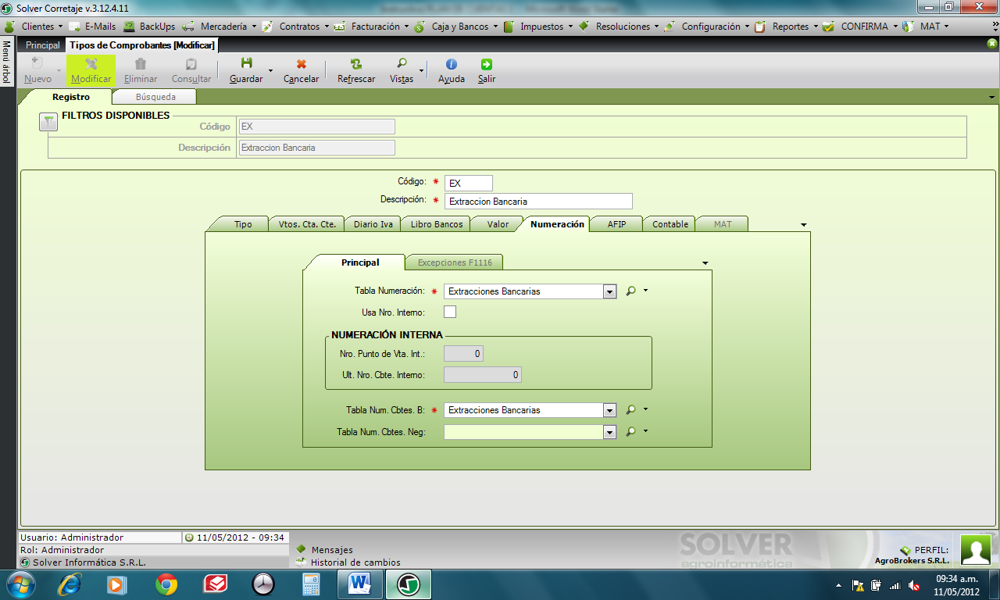 Solver Corretaje v.3.12.4.11
Clientes E-Mails BackUps Mercadería Contratos Facturación Caja y Bancos Impuestos Resoluciones Configuración Reportes CONFIRMA MAT »
Menú árbol
Principal Tipos de Comprobantes [Modificar]
Nuevo Modificar Eliminar Consultar Guardar Cancelar Refrescar Vistas Ayuda Salir
Registro Búsqueda
FILTROS DISPONIBLES
Código EX
Descripción Extraccion Bancaria
Código: * EX
Descripción: * Extraccion Bancaria
Tipo Vtos. Cta. Cte. Diario Iva Libro Bancos Valor Numeración AFIP Contable MAT
Principal Excepciones F1116
Tabla Numeración: * Extracciones Bancarias
Usa Nro. Interno:
NUMERACIÓN INTERNA
Nro. Punto de Vta. Int.: 0
Ult. Nro. Cbte. Interno: 0
Tabla Num. Cbtes. B: * Extracciones Bancarias
Tabla Num. Cbtes. Neg:
Usuario: Administrador 11/05/2012 - 09:34
Rol: Administrador
Solver Informática S.R.L.
Mensajes
Historial de cambios
SOLVER
agroinformática
PERFIL:
AgroBrokers S.R.L.
09:34 a.m.
11/05/2012